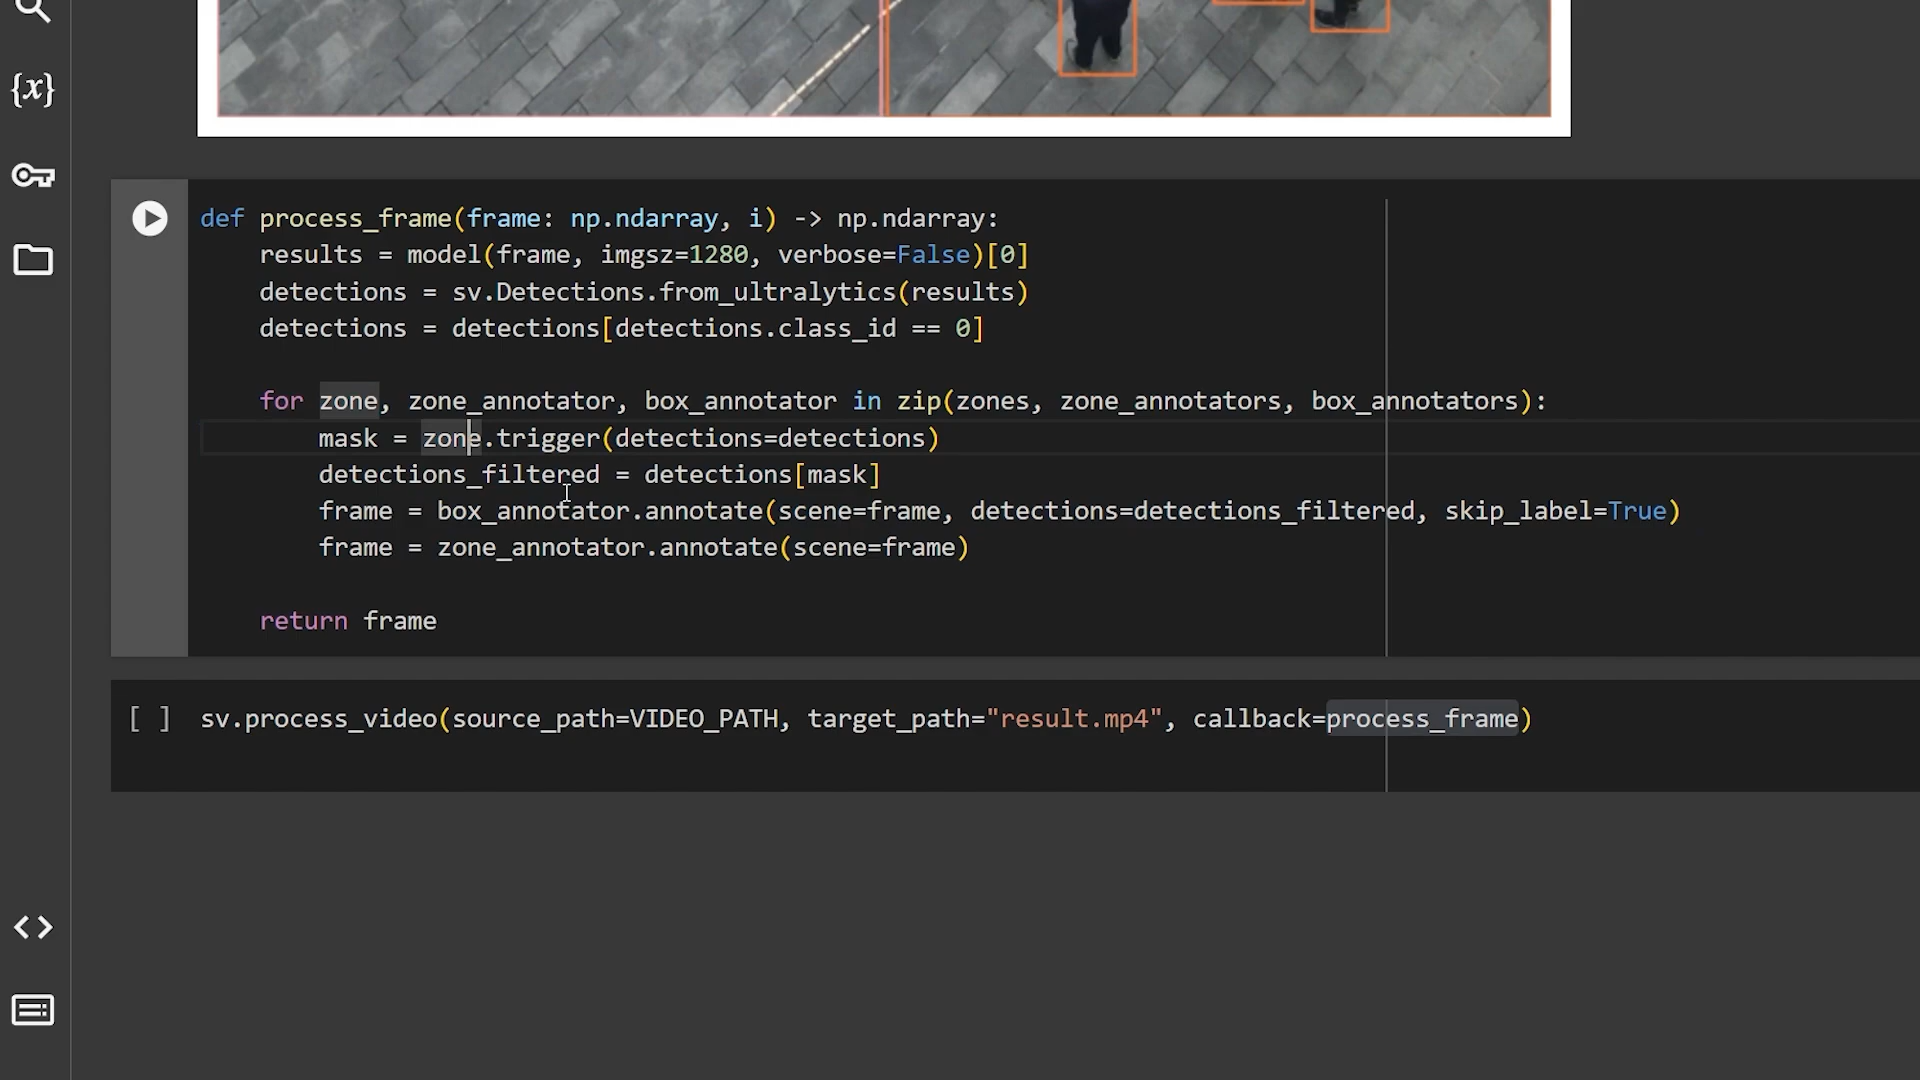 {x}
def process_frame(frame: np.ndarray, i) -> np.ndarray:
    results = model(frame, imgsz=1280, verbose=False)[0]
    detections = sv.Detections.from_ultralytics(results)
    detections = detections[detections.class_id == 0]
    for zone, zone_annotator, box_annotator in zip(zones, zone_annotators, box_annotators):
        mask = zone.trigger(detections=detections)
        detections_filtered = detections[mask]
        frame = box_annotator.annotate(scene=frame, detections=detections_filtered, skip_label=True)
        frame = zone_annotator.annotate(scene=frame)
    return frame
[ ] sv.process_video(source_path=VIDEO_PATH, target_path="result.mp4", callback=process_frame)